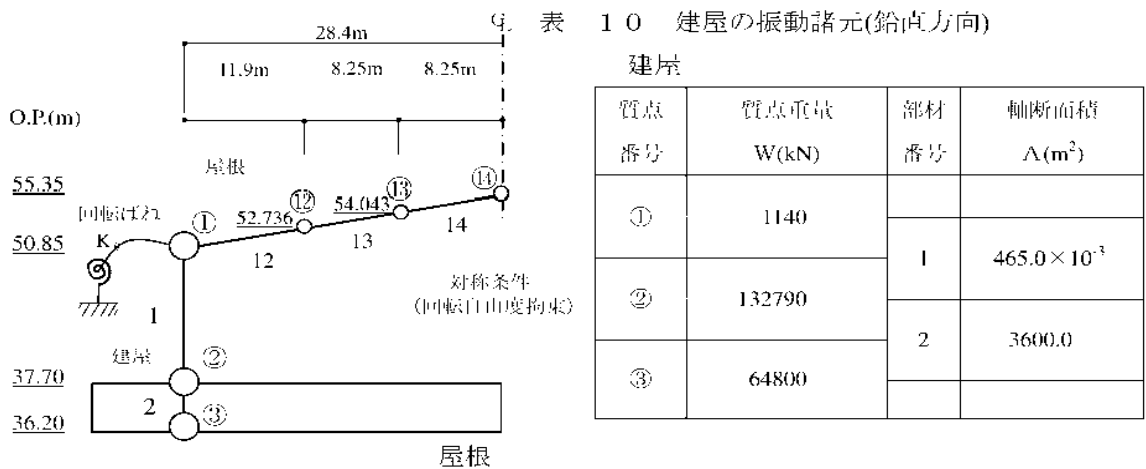 表 10 建屋の振動諸元(鉛直方向)
28.4m
11.9m 8.25m 8.25m
O.P.(m)
屋根
55.35
⑭
⑬
⑫
54.043
52.736
回転ばね
①
14
50.85
K
13
12
対称条件
(回転自由度拘束)
1
建屋
②
37.70
2
③
36.20
屋根
建屋
質点番号
質点重量
W(kN)
部材番号
軸断面積
A(m²)
①
1140
1
465.0×10⁻³
②
132790
2
3600.0
③
64800